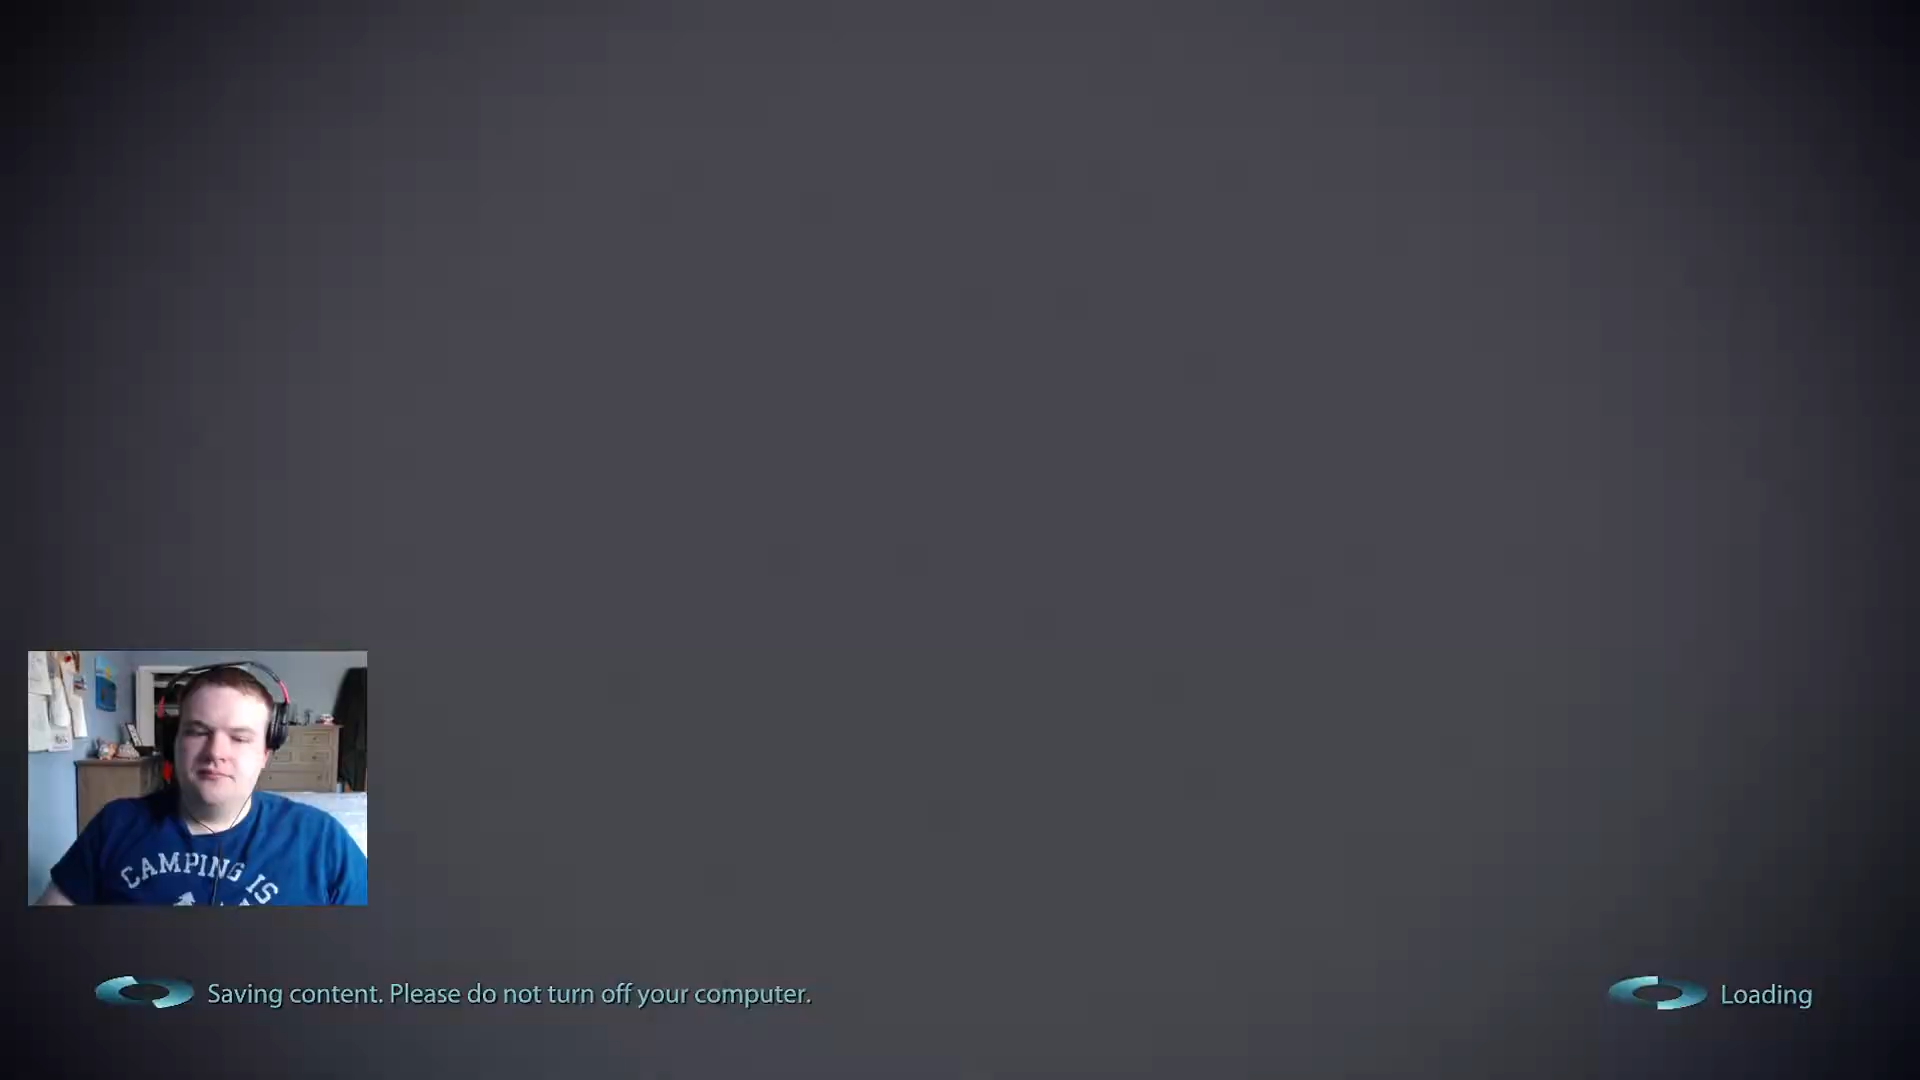 CAMPING IS
Saving content. Please do not turn off your computer.
Loading